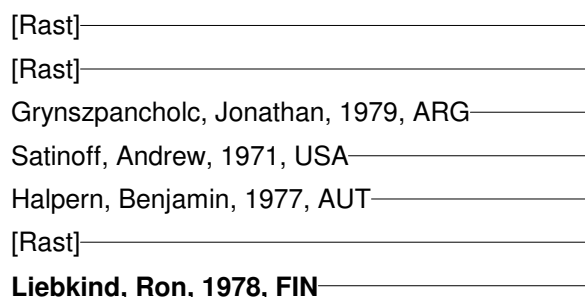 [Rast]
[Rast]
Grynszpancholc, Jonathan, 1979, ARG
Satinoff, Andrew, 1971, USA
Halpern, Benjamin, 1977, AUT
[Rast]
Liebkind, Ron, 1978, FIN